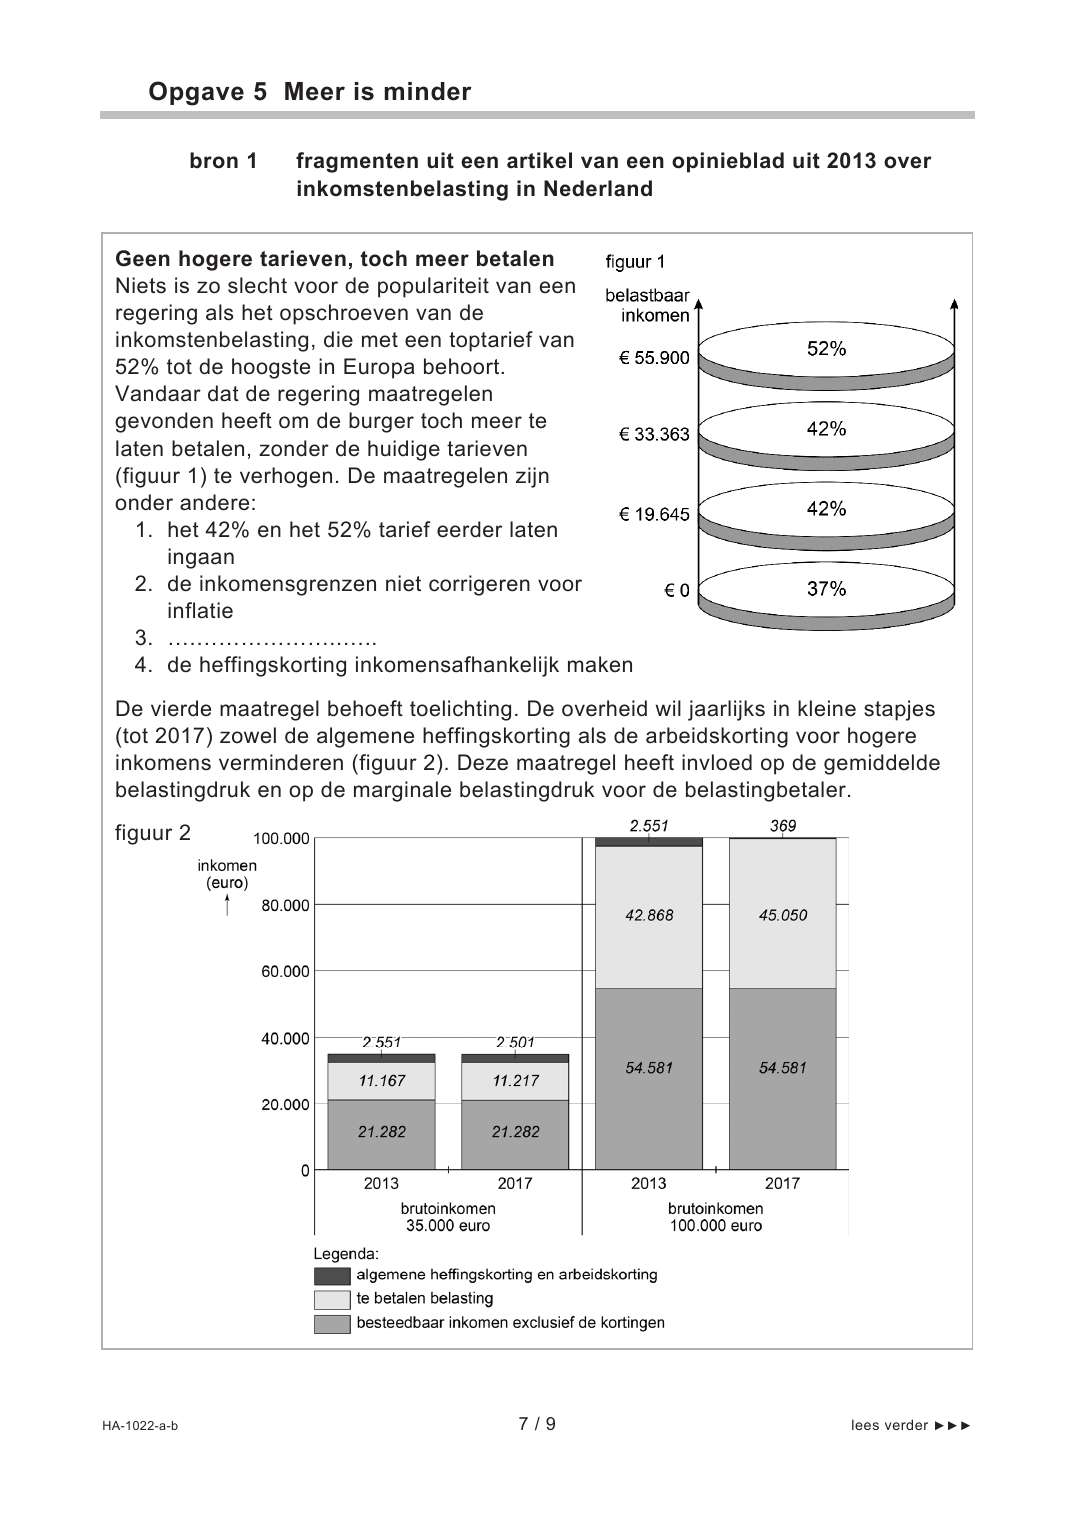 Opgave 5 Meer is minder
bron 1 fragmenten uit een artikel van een opinieblad uit 2013 over
inkomstenbelasting in Nederland
Geen hogere tarieven, toch meer betalen
Niets is zo slecht voor de populariteit van een
regering als het opschroeven van de
inkomstenbelasting, die met een toptarief van
52% tot de hoogste in Europa behoort.
Vandaar dat de regering maatregelen
gevonden heeft om de burger toch meer te
laten betalen, zonder de huidige tarieven
(figuur 1) te verhogen. De maatregelen zijn
onder andere:
1. het 42% en het 52% tarief eerder laten
ingaan
2. de inkomensgrenzen niet corrigeren voor
inflatie
3. ……………………….
4. de heffingskorting inkomensafhankelijk maken
figuur 1
belastbaar
inkomen
€ 55.900 52%
€ 33.363 42%
€ 19.645 42%
€ 0 37%
De vierde maatregel behoeft toelichting. De overheid wil jaarlijks in kleine stapjes
(tot 2017) zowel de algemene heffingskorting als de arbeidskorting voor hogere
inkomens verminderen (figuur 2). Deze maatregel heeft invloed op de gemiddelde
belastingdruk en op de marginale belastingdruk voor de belastingbetaler.
figuur 2
inkomen
(euro)
100.000
80.000
60.000
40.000
20.000
0
2.551 369
42.868 45.050
54.581 54.581
2.551 2.501
11.167 11.217
21.282 21.282
2013 2017 2013 2017
brutoinkomen brutoinkomen
35.000 euro 100.000 euro
Legenda:
algemene heffingskorting en arbeidskorting
te betalen belasting
besteedbaar inkomen exclusief de kortingen
HA-1022-a-b 7 / 9 lees verder ►►►